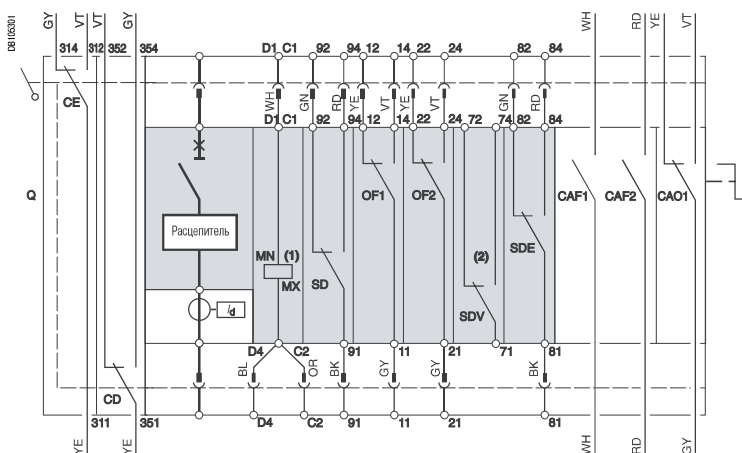 DB105301
GY VT VT GY WH RD YE VT
314 312 352 354 D1 C1 92 94 12 14 22 24 82 84
CE WH GN RD YE VT YE VT GN RD
D1 C1 92 94 12 14 22 24 72 74 82 84
Q OF1 OF2 CAF1 CAF2 CAO1
Расцепитель
MN (1) (2) SDE
MX SD
Id SDV
D4 C2 91 11 21 71 81
BL OR BK GY GY BK
CD
311 351 D4 C2 91 11 21 81
YE YE WH RD GY